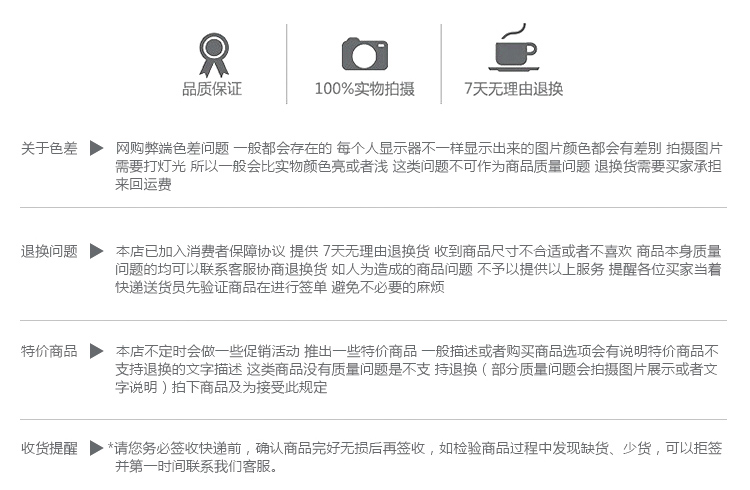 品质保证 100%实物拍摄 7天无理由退换
关于色差 网购弊端色差问题 一般都会存在的 每个人显示器不一样显示出来的图片颜色都会有差别 拍摄图片
需要打灯光 所以一般会比实物颜色亮或者浅 这类问题不可作为商品质量问题 退换货需要买家承担
来回运费
退换问题 本店已加入消费者保障协议 提供 7天无理由退换货 收到商品尺寸不合适或者不喜欢 商品本身质量
问题的均可以联系客服协商退换货 如人为造成的商品问题 不予以提供以上服务 提醒各位买家当着
快递送货员先验证商品在进行签单 避免不必要的麻烦
特价商品 本店不定时会做一些促销活动 推出一些特价商品 一般描述或者购买商品选项会有说明特价商品不
支持退换的文字描述 这类商品没有质量问题是不支 持退换（部分质量问题会拍摄图片展示或者文
字说明）拍下商品及为接受此规定
收货提醒 *请您务必签收快递前，确认商品完好无损后再签收，如检验商品过程中发现缺货、少货，可以拒签
并第一时间联系我们客服。